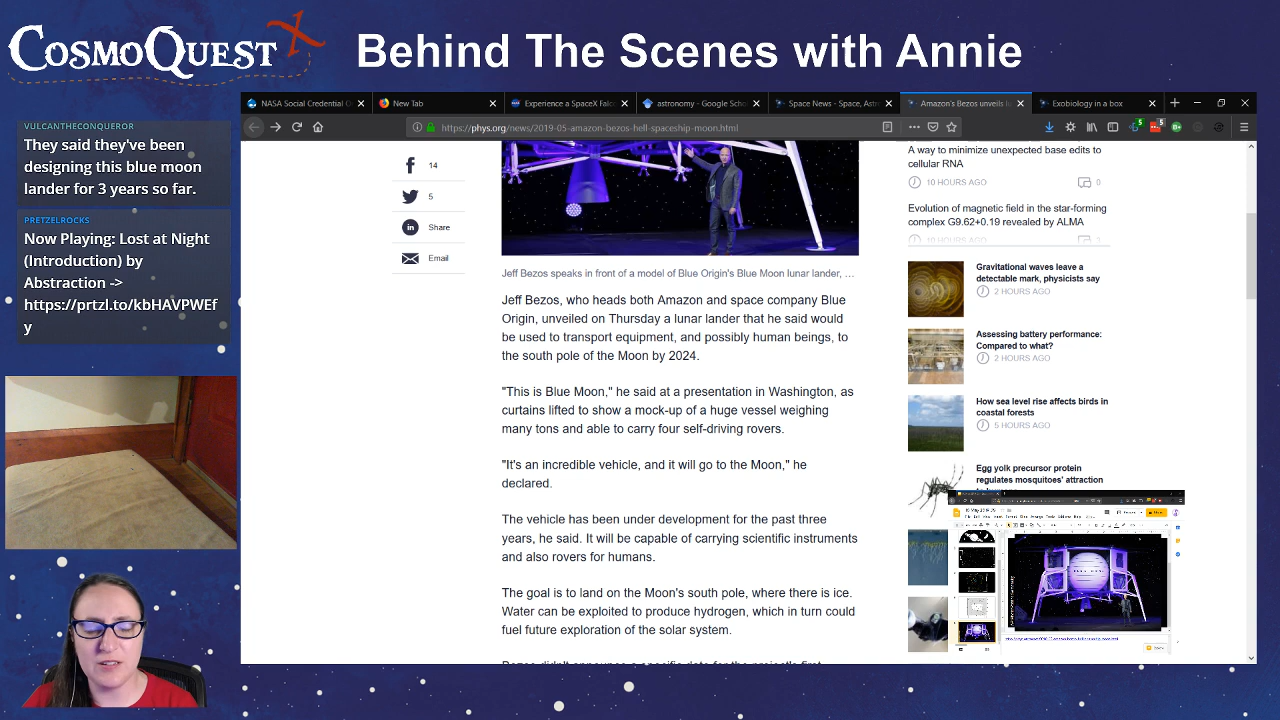 CosmoQuest X
Behind The Scenes with Annie
VULCANTHECONQUEROR
They said they've been
designing this blue moon
lander for 3 years so far.
PRETZELROCKS
Now Playing: Lost at Night
(Introduction) by
Abstraction ->
https://prtzl.to/kbHAVPWEf
y
NASA Social Credential O
New Tab
Experience a SpaceX Falc
astronomy - Google Scho
Space News - Space, Astr
Amazon's Bezos unveils l
Exobiology in a box
https://phys.org/news/2019-05-amazon-bezos-hell-spaceship-moon.html
5
5
14
5
Share
Email
Jeff Bezos speaks in front of a model of Blue Origin's Blue Moon lunar lander, …
Jeff Bezos, who heads both Amazon and space company Blue
Origin, unveiled on Thursday a lunar lander that he said would
be used to transport equipment, and possibly human beings, to
the south pole of the Moon by 2024.
"This is Blue Moon," he said at a presentation in Washington, as
curtains lifted to show a mock-up of a huge vessel weighing
many tons and able to carry four self-driving rovers.
"It's an incredible vehicle, and it will go to the Moon," he
declared.
The vehicle has been under development for the past three
years, he said. It will be capable of carrying scientific instruments
and also rovers for humans.
The goal is to land on the Moon's south pole, where there is ice.
Water can be exploited to produce hydrogen, which in turn could
fuel future exploration of the solar system.
A way to minimize unexpected base edits to
cellular RNA
10 HOURS AGO
0
Evolution of magnetic field in the star-forming
complex G9.62+0.19 revealed by ALMA
10 HOURS AGO
Gravitational waves leave a
detectable mark, physicists say
2 HOURS AGO
Assessing battery performance:
Compared to what?
2 HOURS AGO
How sea level rise affects birds in
coastal forests
5 HOURS AGO
Egg yolk precursor protein
regulates mosquitoes' attraction